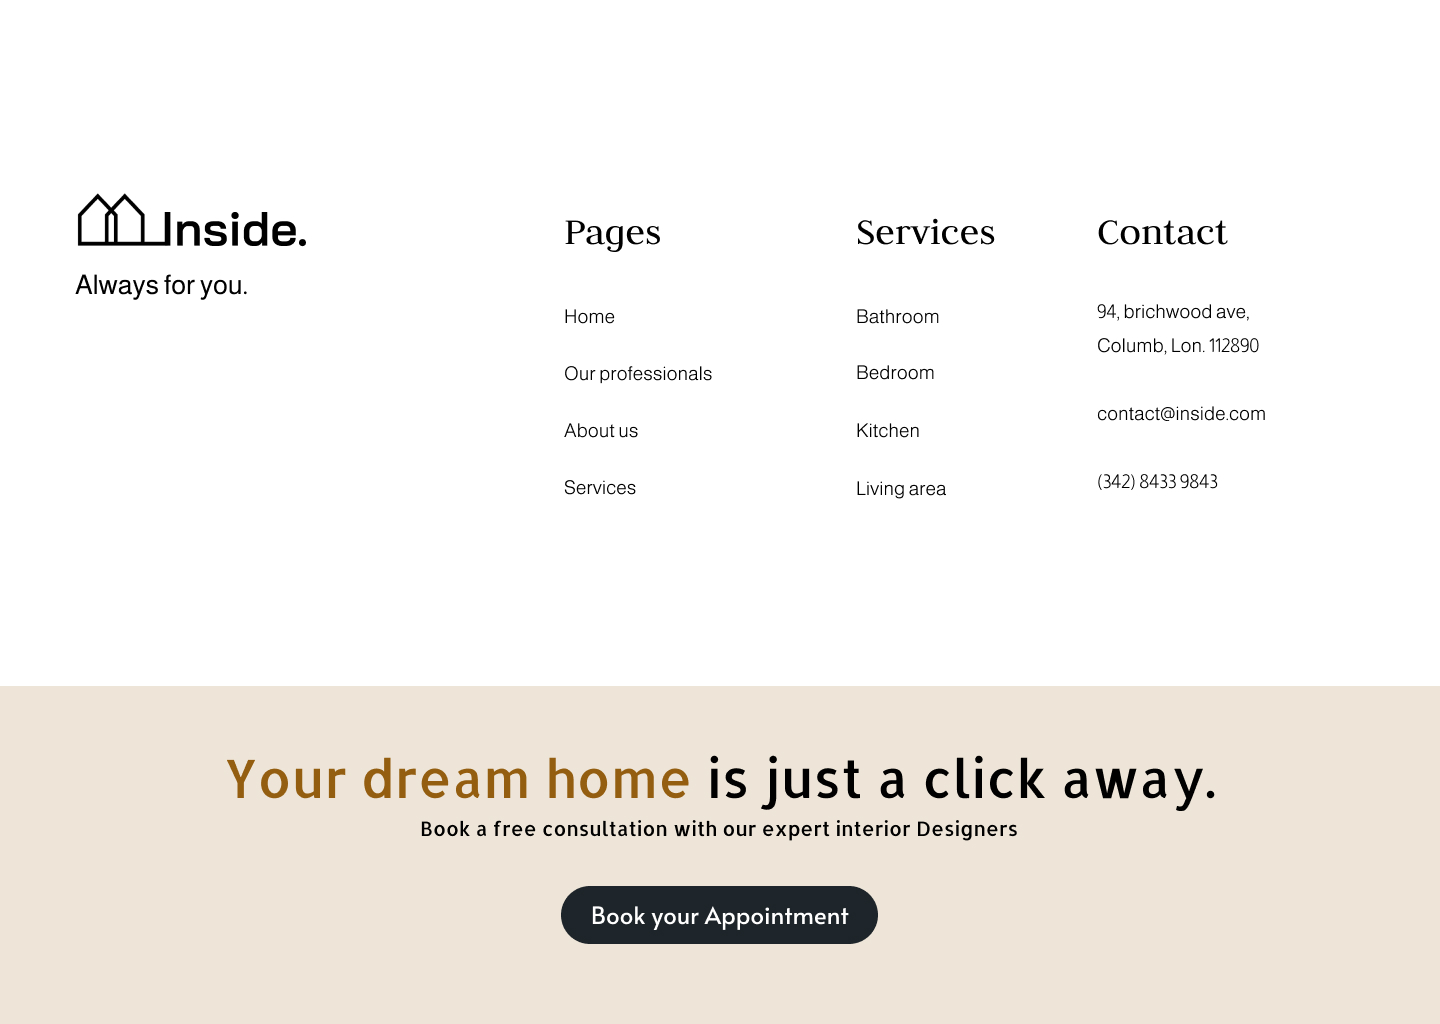 Inside.
Always for you.
Pages
Home
Our professionals
About us
Services
Services
Bathroom
Bedroom
Kitchen
Living area
Contact
94, brichwood ave,
Columb, Lon. 112890
contact@inside.com
(342) 8433 9843
Your dream home is just a click away.
Book a free consultation with our expert interior Designers
Book your Appointment